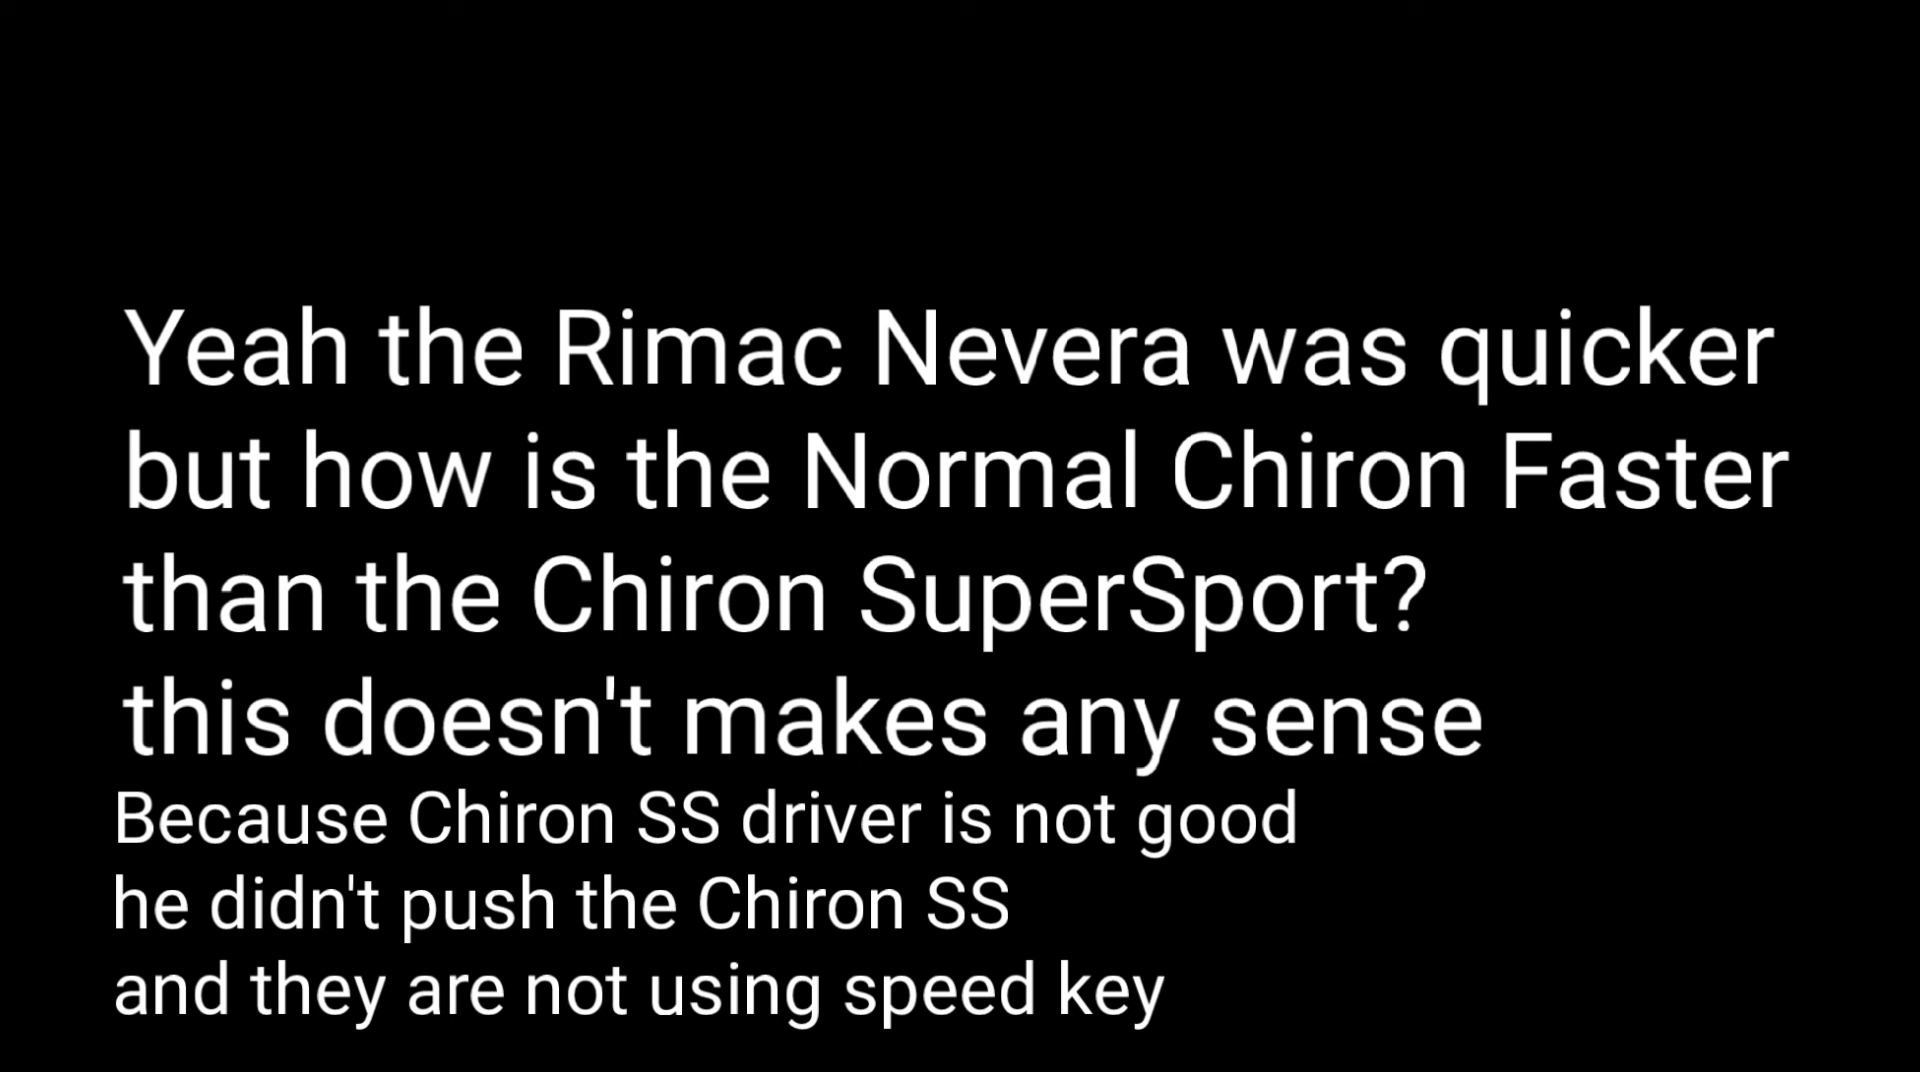 Yeah the Rimac Nevera was quicker
but how is the Normal Chiron Faster
than the Chiron SuperSport?
this doesn't makes any sense
Because Chiron SS driver is not good
he didn't push the Chiron SS
and they are not using speed key